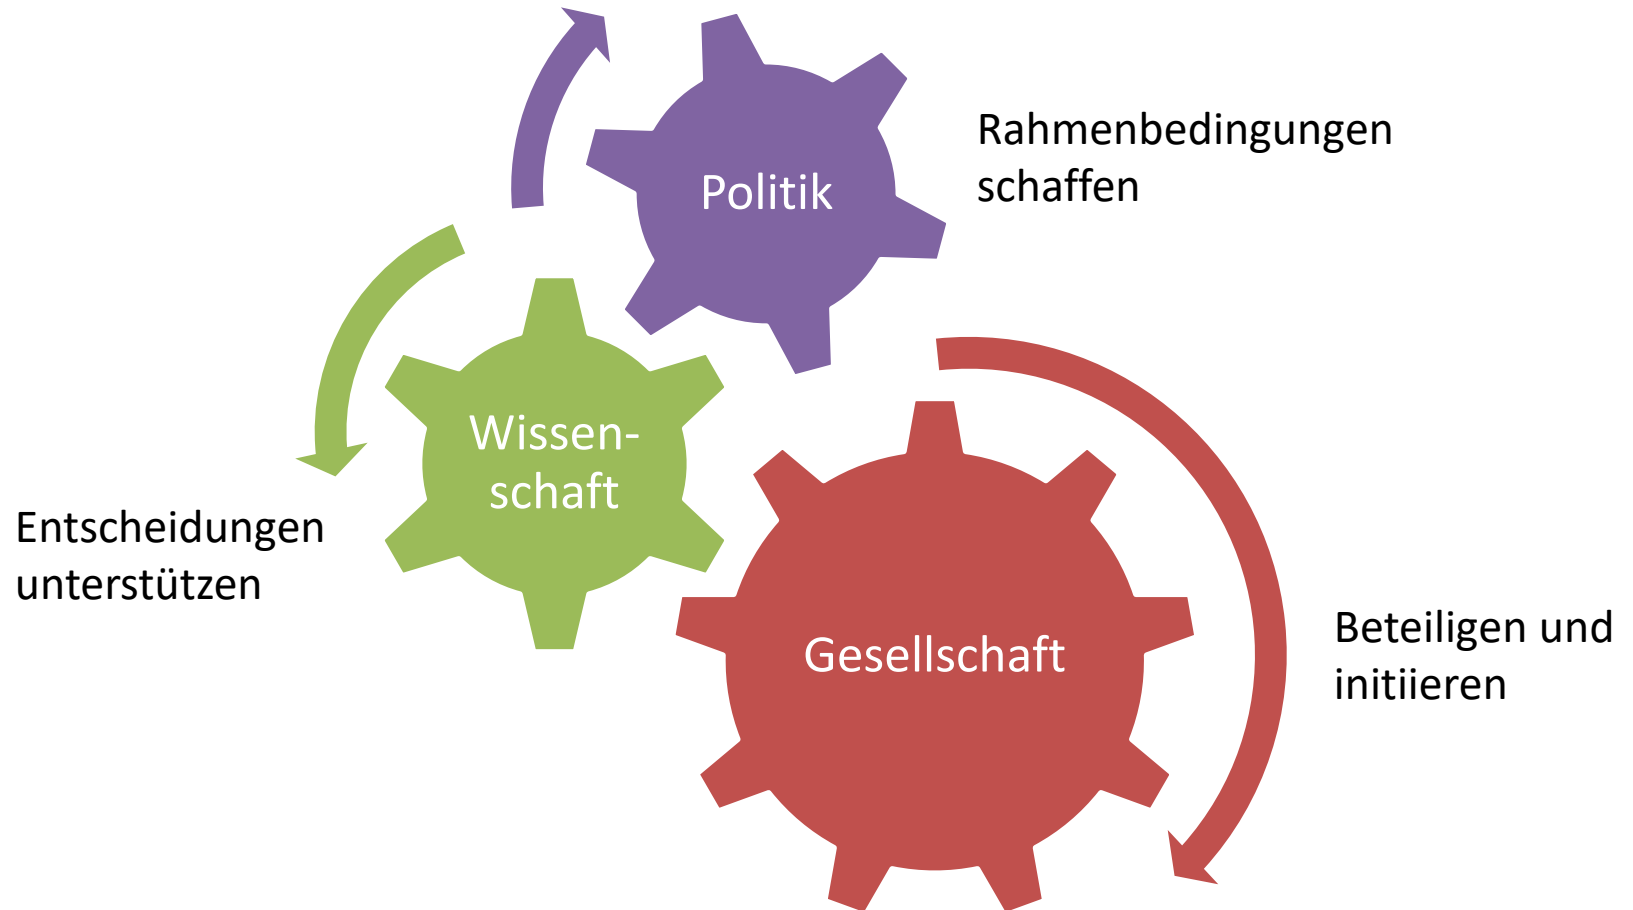 Politik
Rahmenbedingungen
schaffen
Wissen-
schaft
Entscheidungen
unterstützen
Gesellschaft
Beteiligen und
initiieren